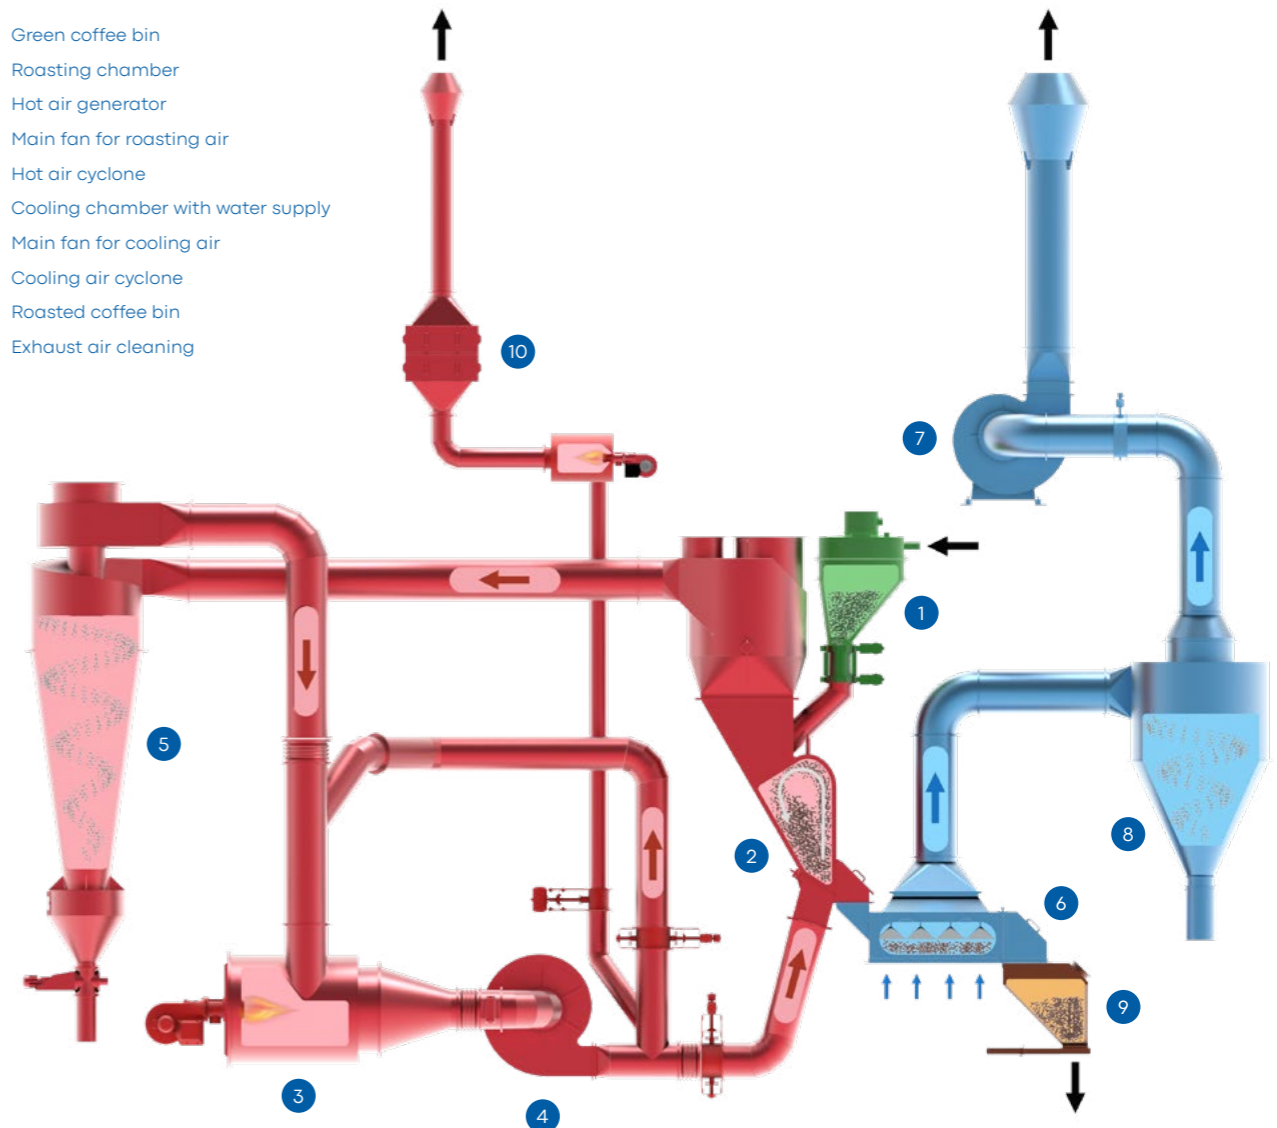 Green coffee bin
Roasting chamber
Hot air generator
Main fan for roasting air
Hot air cyclone
Cooling chamber with water supply
Main fan for cooling air
Cooling air cyclone
Roasted coffee bin
Exhaust air cleaning
10
7
1
5
8
2
6
9
3
4